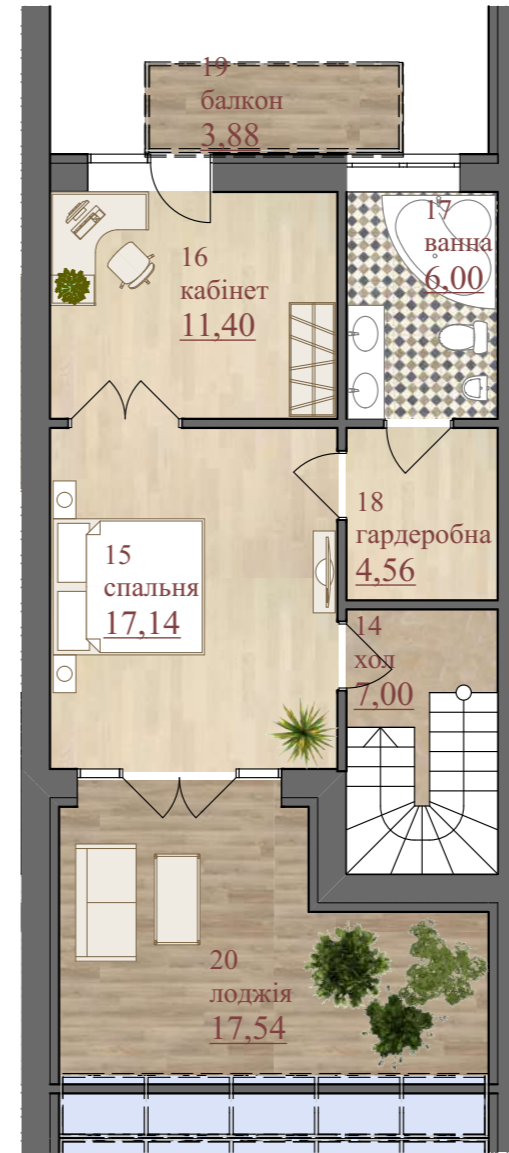 19
балкон
3,88
16
кабінет
11,40
17
ванна
6,00
18
гардеробна
4,56
15
спальня
17,14
14
хол
7,00
20
лоджія
17,54